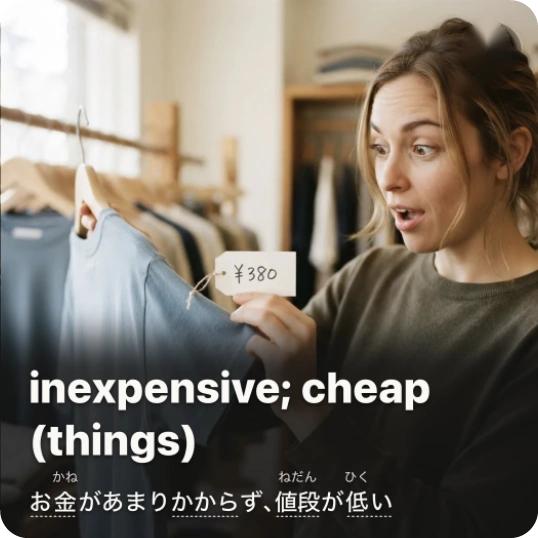 ¥380
inexpensive; cheap
(things)
お金があまりかからず、値段が低い
かね ねだん ひく